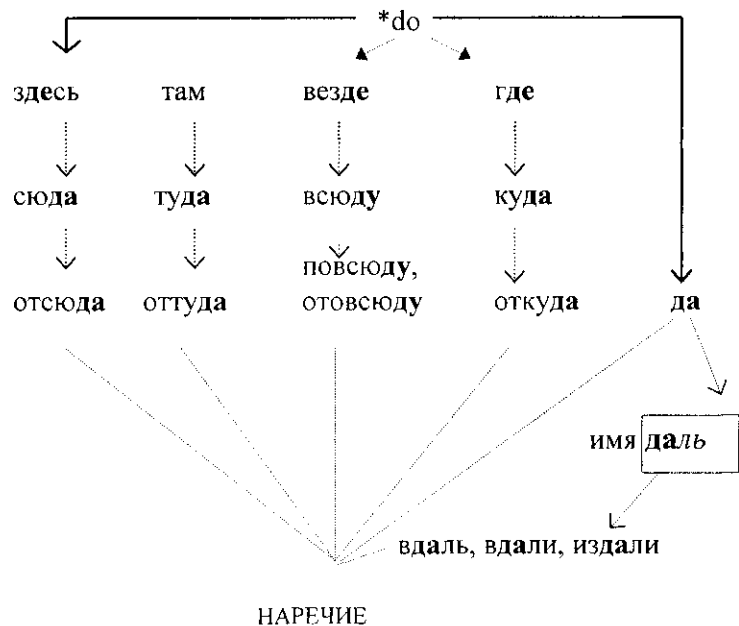 *do
здесь там везде где
сюда туда всюду куда
повсюду,
отсюда оттуда отовсюду откуда да
имя даль
вдаль, вдали, издали
НАРЕЧИЕ